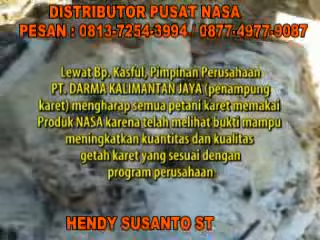 DISTRIBUTOR PUSAT NASA
PESAN : 0813-7254-3994 / 0877-4977-9087
Lewat Bp. Kasful, Pimpinan Perusahaan
PT. DARMA KALIMANTAN JAYA (penampung
karet) mengharap semua petani karet memakai
Produk NASA karena telah melihat bukti mampu
meningkatkan kuantitas dan kualitas
getah karet yang sesuai dengan
program perusahaan
HENDY SUSANTO ST